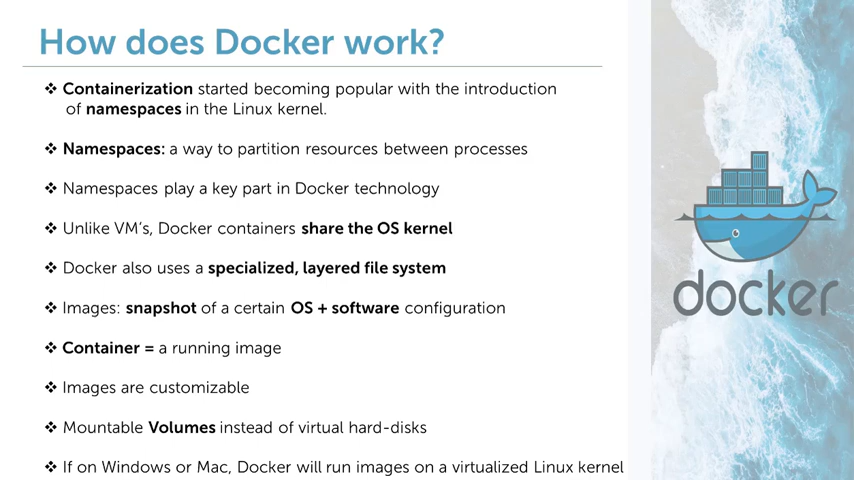 How does Docker work?
❖ Containerization started becoming popular with the introduction
of namespaces in the Linux kernel.
❖ Namespaces: a way to partition resources between processes
❖ Namespaces play a key part in Docker technology
❖ Unlike VM's, Docker containers share the OS kernel
❖ Docker also uses a specialized, layered file system
❖ Images: snapshot of a certain OS + software configuration
❖ Container = a running image
❖ Images are customizable
❖ Mountable Volumes instead of virtual hard-disks
❖ If on Windows or Mac, Docker will run images on a virtualized Linux kernel
docker